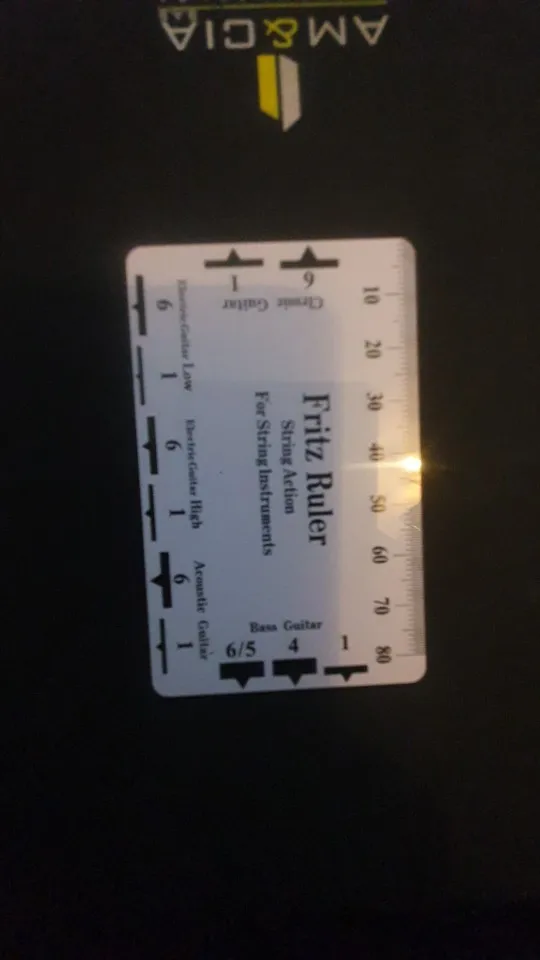 AM&CIA
10 20 30 40 50 60 70 80
Fritz Ruler
String Action
For String Instruments
6 1
Clssic Guitar
Bass Guitar
6/5 4 1
Electric Guitar Low
6 1
Electric Guitar High
6 1
Acoustic Guitar
6 1